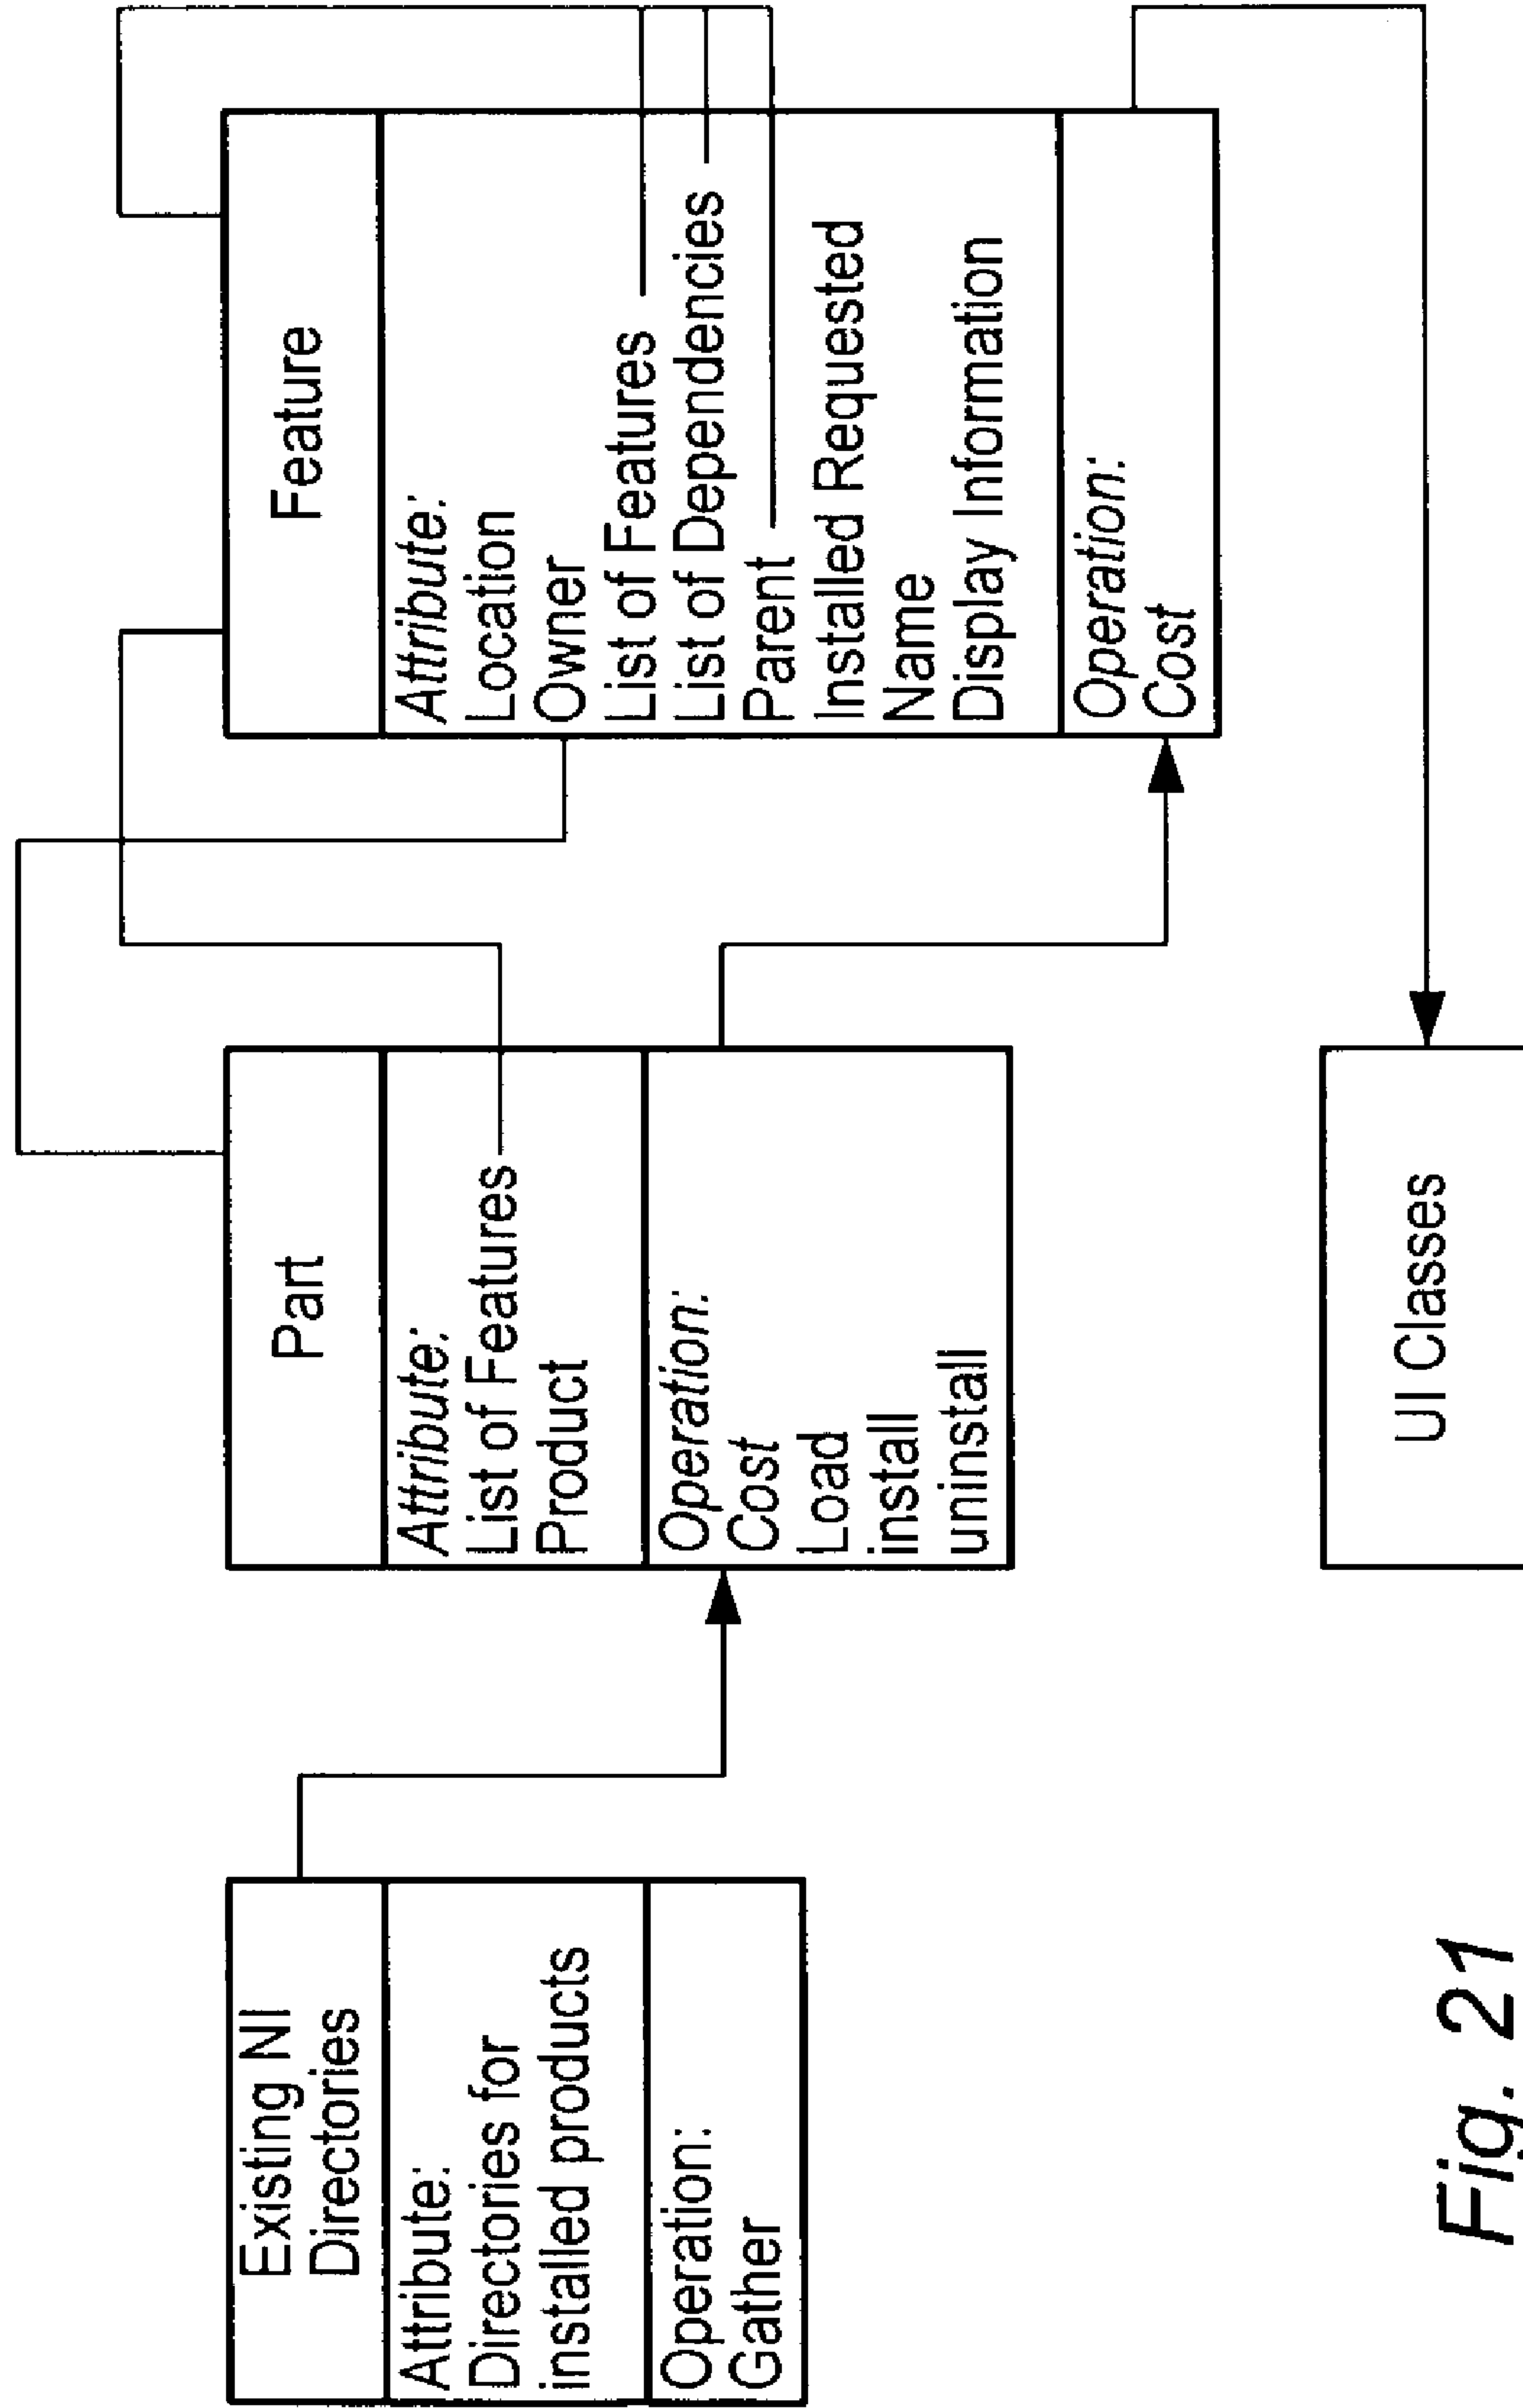 Existing NI
Directories
Attribute:
Directories for
installed products
Operation:
Gather
Part
Attribute:
List of Features
Product
Operation:
Cost
Load
install
uninstall
Feature
Attribute:
Location
Owner
List of Features
List of Dependencies
Parent
Installed Requested
Name
Display Information
Operation:
Cost
UI Classes
Fig. 21